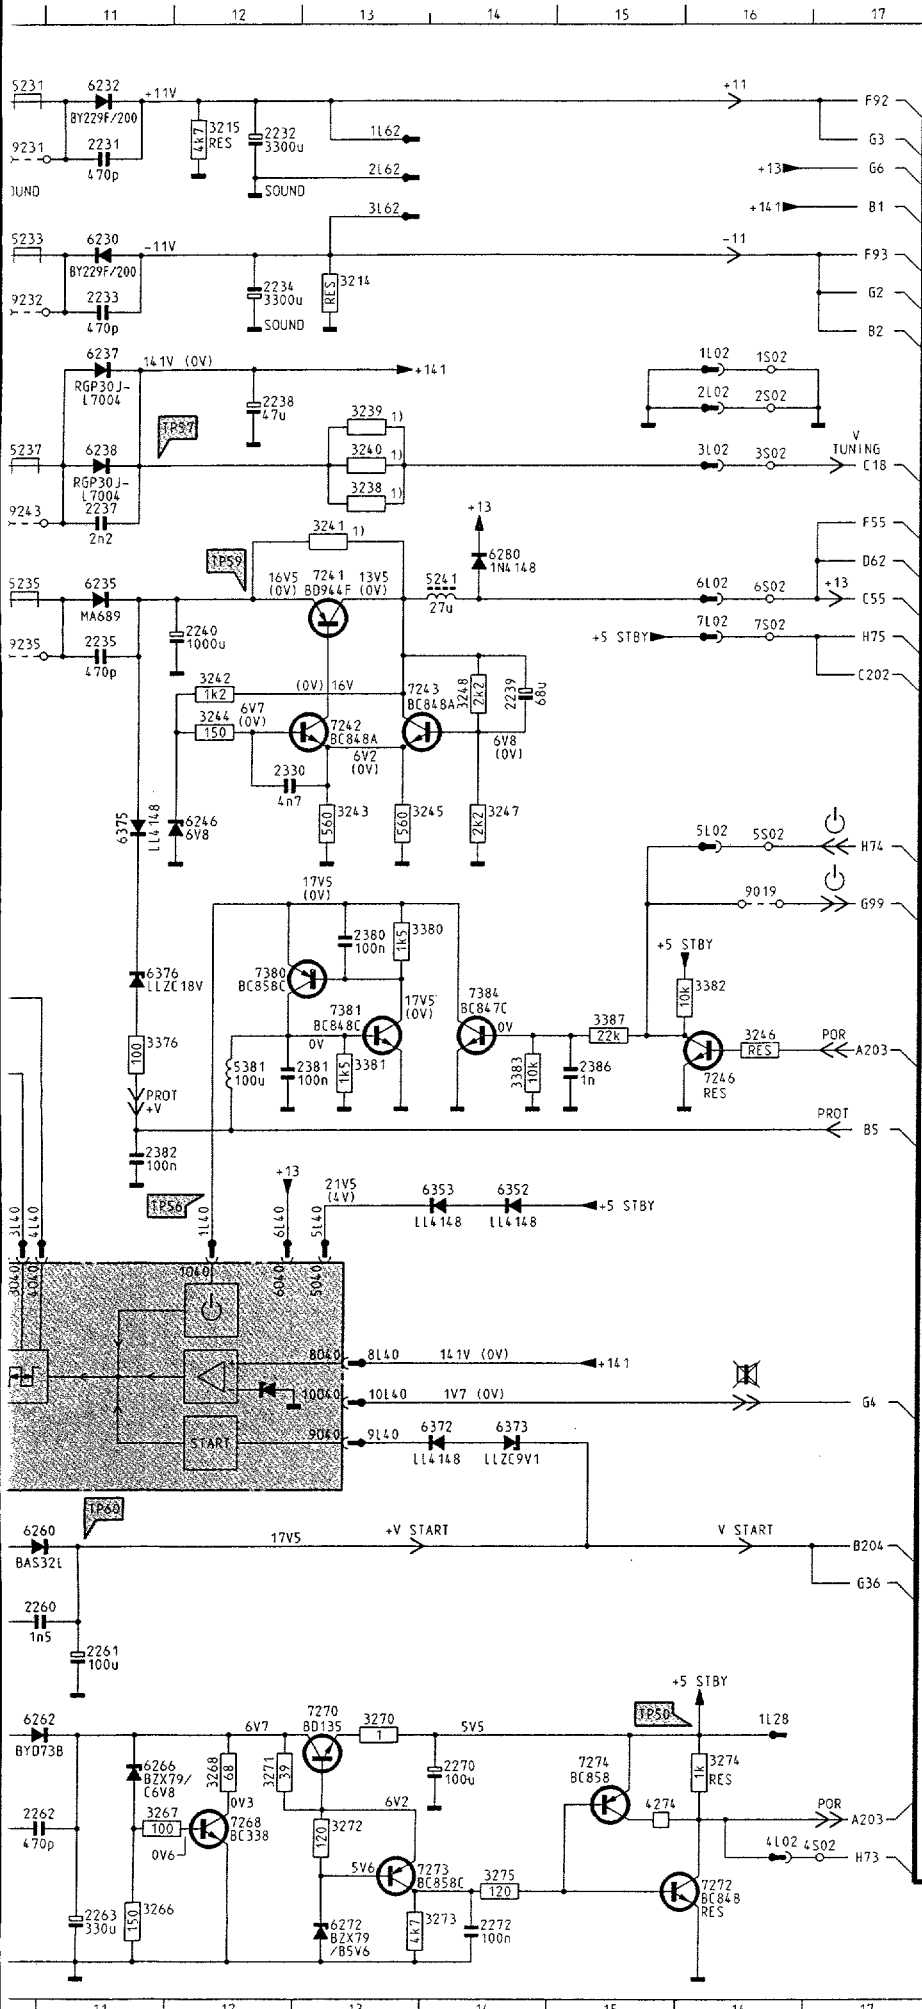 11 12 13 14 15 16 17
5231 6232 +11V +11 F92
BY229F/200 3215 2232
4k7 RES 3300u 1L62 G3
9231 2231
470p 2L62 +13 G6
SOUND
3L62 +141 B1
5233 6230 -11V -11 F93
BY229F/200 2234 RES 3214
9232 2233 3300u G2
470p SOUND B2
6237 141V (0V) +141 1L02 1S02
RGP30J-
L7004 2238 2L02 2S02
47u 3239 1)
TP57 V
TUNING
5237 6238 3240 1) 3L02 3S02 C18
RGP30J-
L7004 3238 1)
9243 2237 +13 F55
2n2 3241 1)
TP59 6280
1N4148 D62
16V5 7241 13V5
5235 6235 (0V) BD944F (0V) 5241 6L02 6S02 +13 C55
MA689 27u
9235 2235 2240 +5 STBY 7L02 7S02 H75
470p 1000u
3242 (0V) 16V 7243 3248 2239 C202
1k2 BC848A 2k2 68u
3244 6V7
150 (0V) 7242
BC848A
6V2
(0V)
6V8
(0V)
2330
4n7
6375 LL4148 6246 560 3243 560 3245 2k2 3247
6V8 5L02 5S02 H74
17V5
(0V) 9019 G99
2380
100n 1k5 3380 +5 STBY
6376
LLZC18V 7380
BC858C 10k 3382
7381
BC848C 17V5
(0V) 7384
BC847C
0V 0V 3387
22k 3246
RES POR A203
100 3376
5381
100u 2381
100n 1k5 3381 3383 10k 2386
1n 7246
RES
PROT
+V PROT B5
2382
100n
+13
TP56 21V5
(4V) 6353 6352 +5 STBY
LL4148 LL4148
3L40 4L40 1L40 6L40 5L40
3040 4040 1040 6040 5040
8040 8L40 141V (0V) +141
10040 10L40 1V7 (0V) G4
START 9040 9L40 6372 6373
LL4148 LLZC9V1
TP60
6260 17V5 +V START V START B204
BAS32L
G36
2260
1n5
2261
100u
+5 STBY
6262 6V7 7270
BD135 3270
1 5V5 TP50 1L28
BYD73B
6266
BZX79/
C6V8 3268 68 3271 39 2270
100u 7274
BC858 1k 3274
RES
0V3
2262
470p 3267
100 7268
BC338 6V2 4274 POR A203
0V6 120 3272
4L02 4S02 H73
5V6 7273
BC858C 3275
120 7272
BC848
RES
2263
330u 150 3266 6272
BZX79
/B5V6 4k7 3273 2272
100n
11 12 13 14 15 16 17